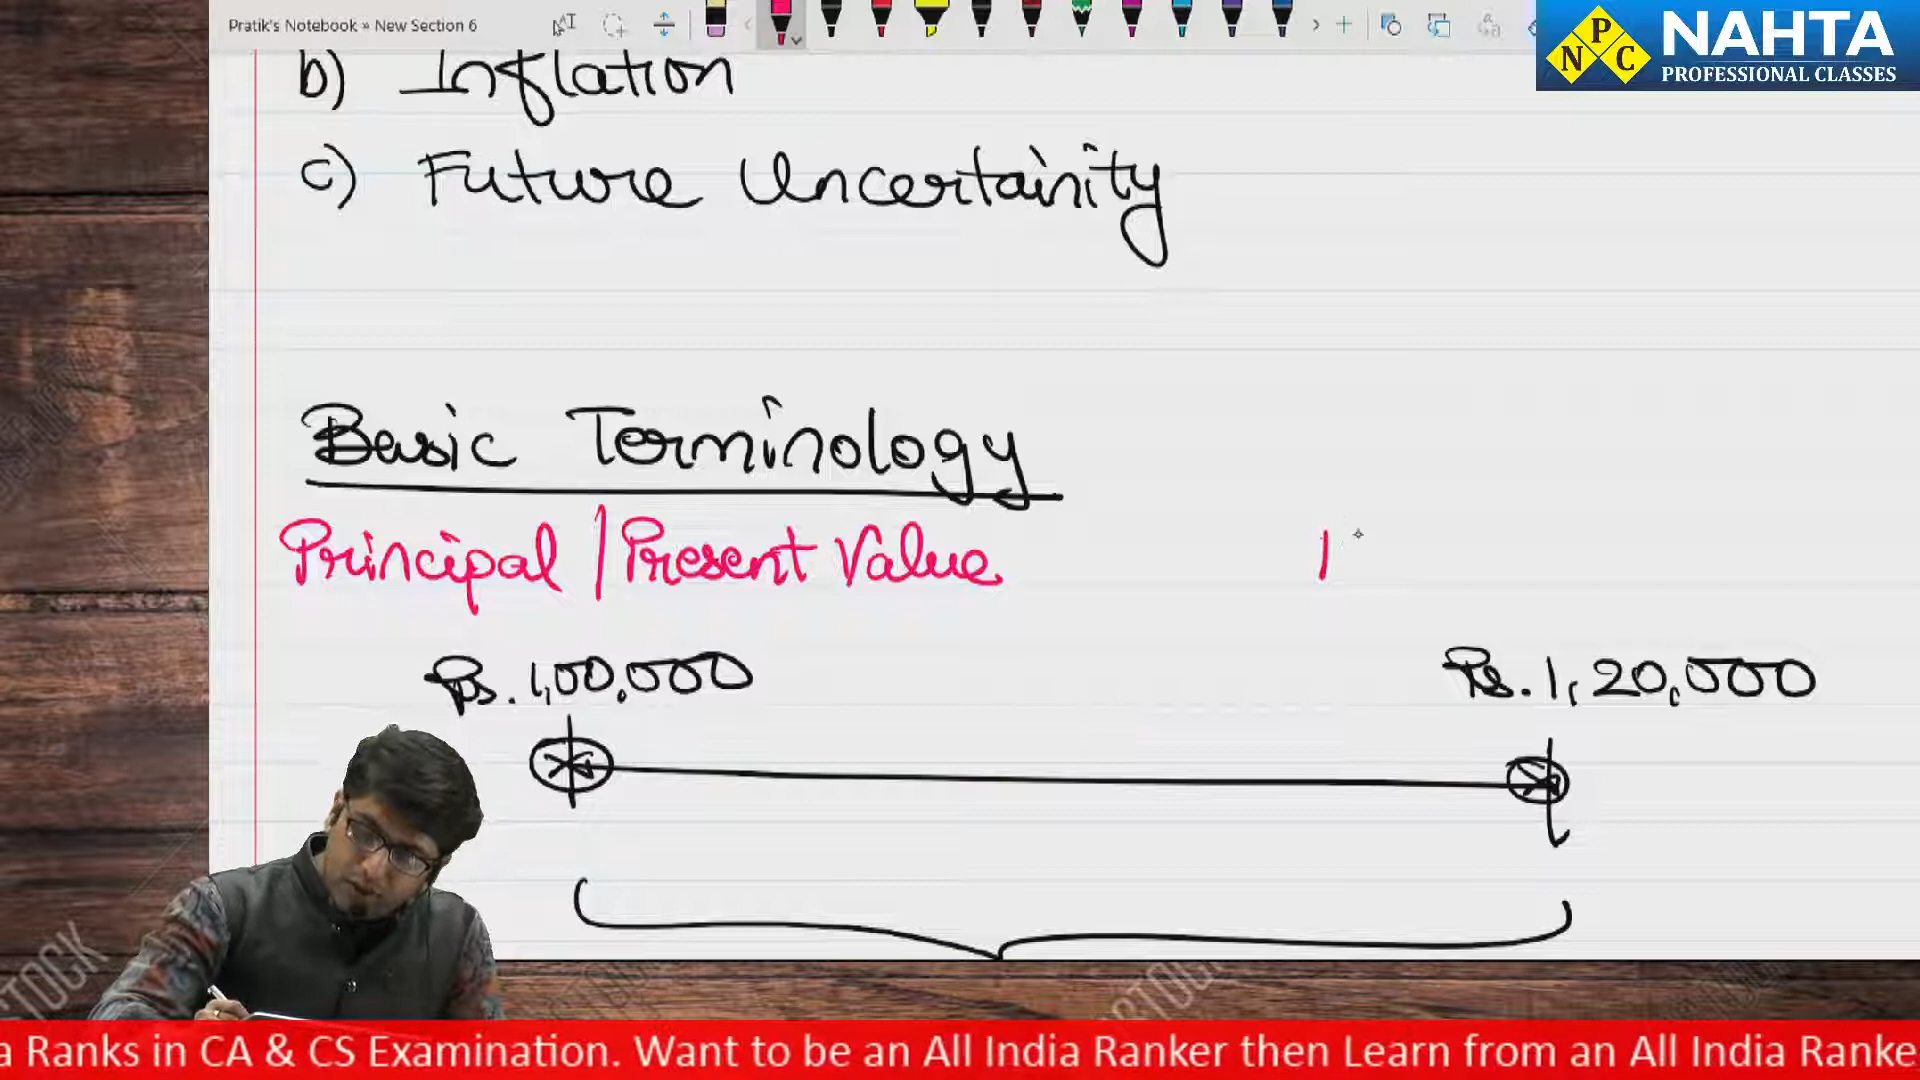 Pratik's Notebook » New Section 6
NPC NAHTA
PROFESSIONAL CLASSES
b) Inflation
c) Future Uncertainity
Basic Terminology
Principal / Present Value
Rs. 1,00,000 Rs. 1,20,000
a Ranks in CA & CS Examination. Want to be an All India Ranker then Learn from an All India Ranke